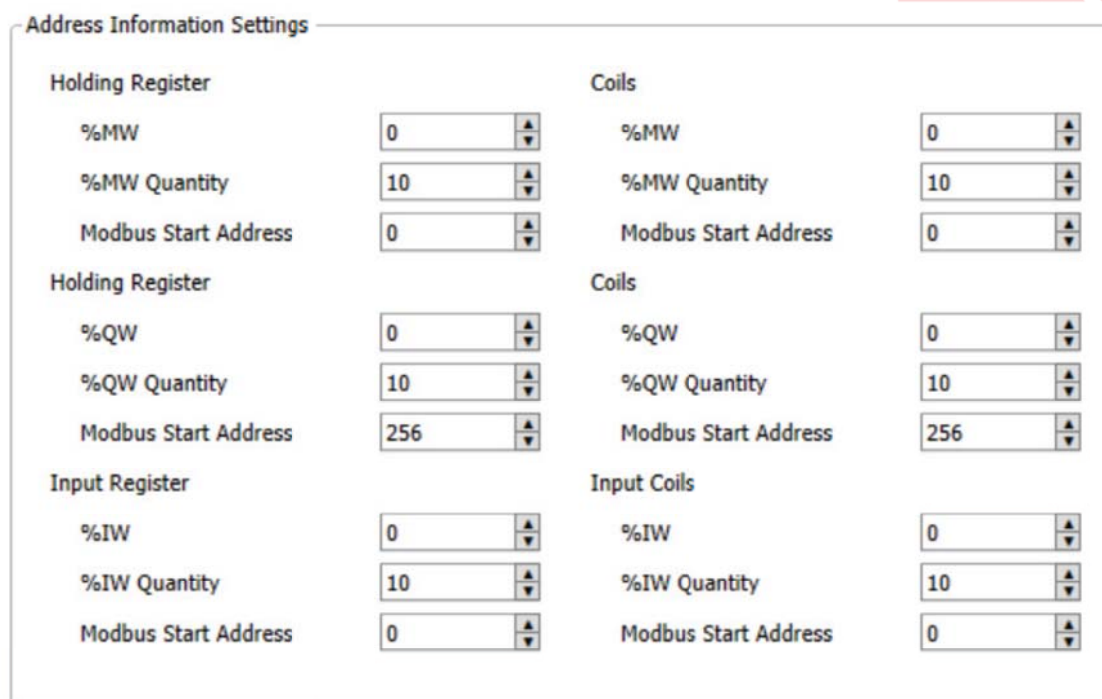 Address Information Settings
Holding Register Coils
%MW 0 %MW 0
%MW Quantity 10 %MW Quantity 10
Modbus Start Address 0 Modbus Start Address 0
Holding Register Coils
%QW 0 %QW 0
%QW Quantity 10 %QW Quantity 10
Modbus Start Address 256 Modbus Start Address 256
Input Register Input Coils
%IW 0 %IW 0
%IW Quantity 10 %IW Quantity 10
Modbus Start Address 0 Modbus Start Address 0